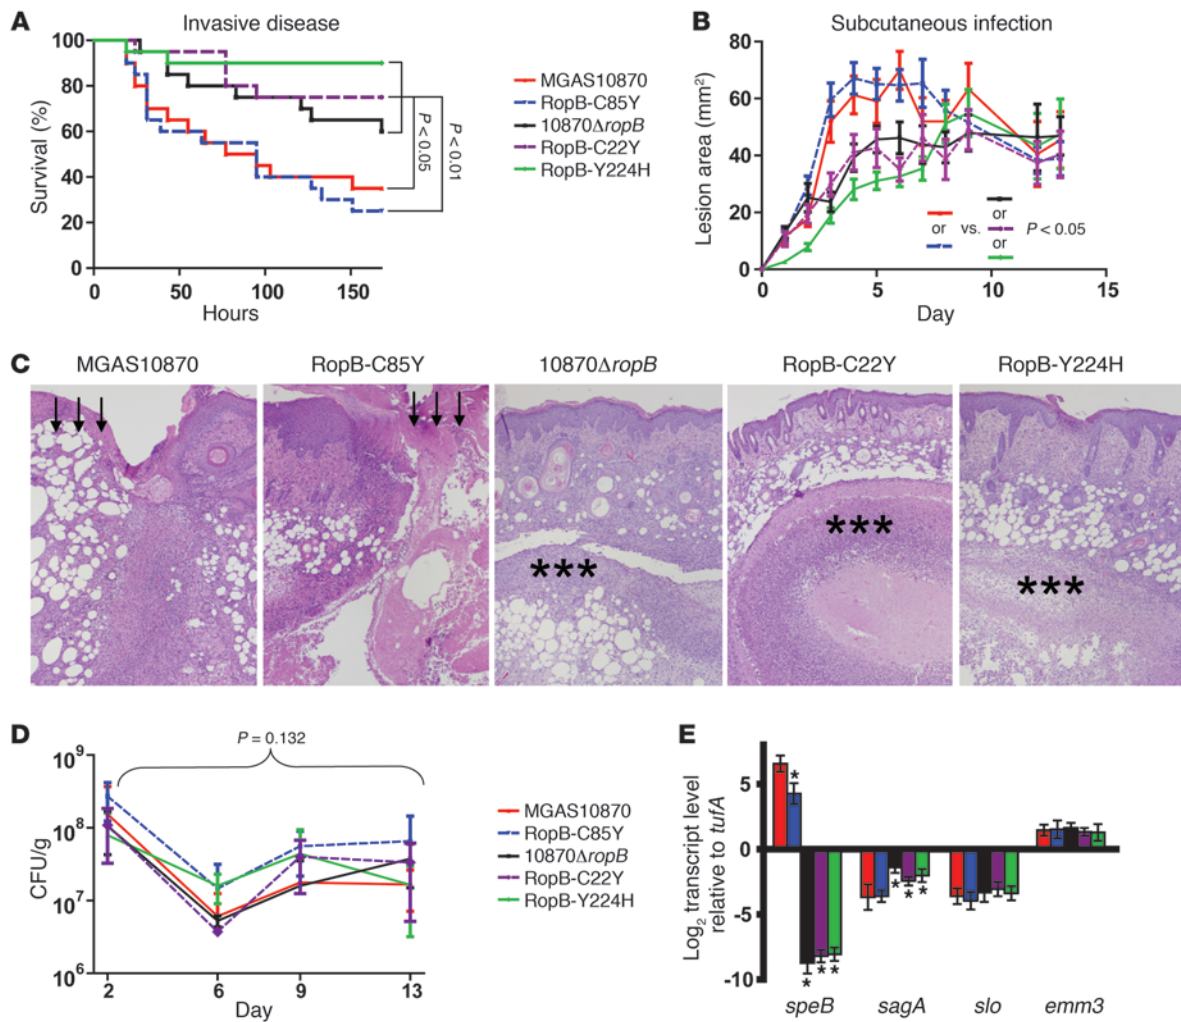 A
Invasive disease
Survival (%)
100
80
60
40
20
0
0
50
100
150
Hours
P < 0.05
P < 0.01
MGAS10870
RopB-C85Y
10870ΔropB
RopB-C22Y
RopB-Y224H
B
Subcutaneous infection
Lesion area (mm²)
80
60
40
20
0
0
5
10
15
Day
or
vs.
or
or
P < 0.05
C
MGAS10870
RopB-C85Y
10870ΔropB
RopB-C22Y
RopB-Y224H
***
***
***
D
P = 0.132
CFU/g
10⁹
10⁸
10⁷
10⁶
2
6
9
13
Day
MGAS10870
RopB-C85Y
10870ΔropB
RopB-C22Y
RopB-Y224H
E
Log₂ transcript level
relative to tufA
5
0
-5
-10
*
*
*
*
*
*
*
speB
sagA
slo
emm3